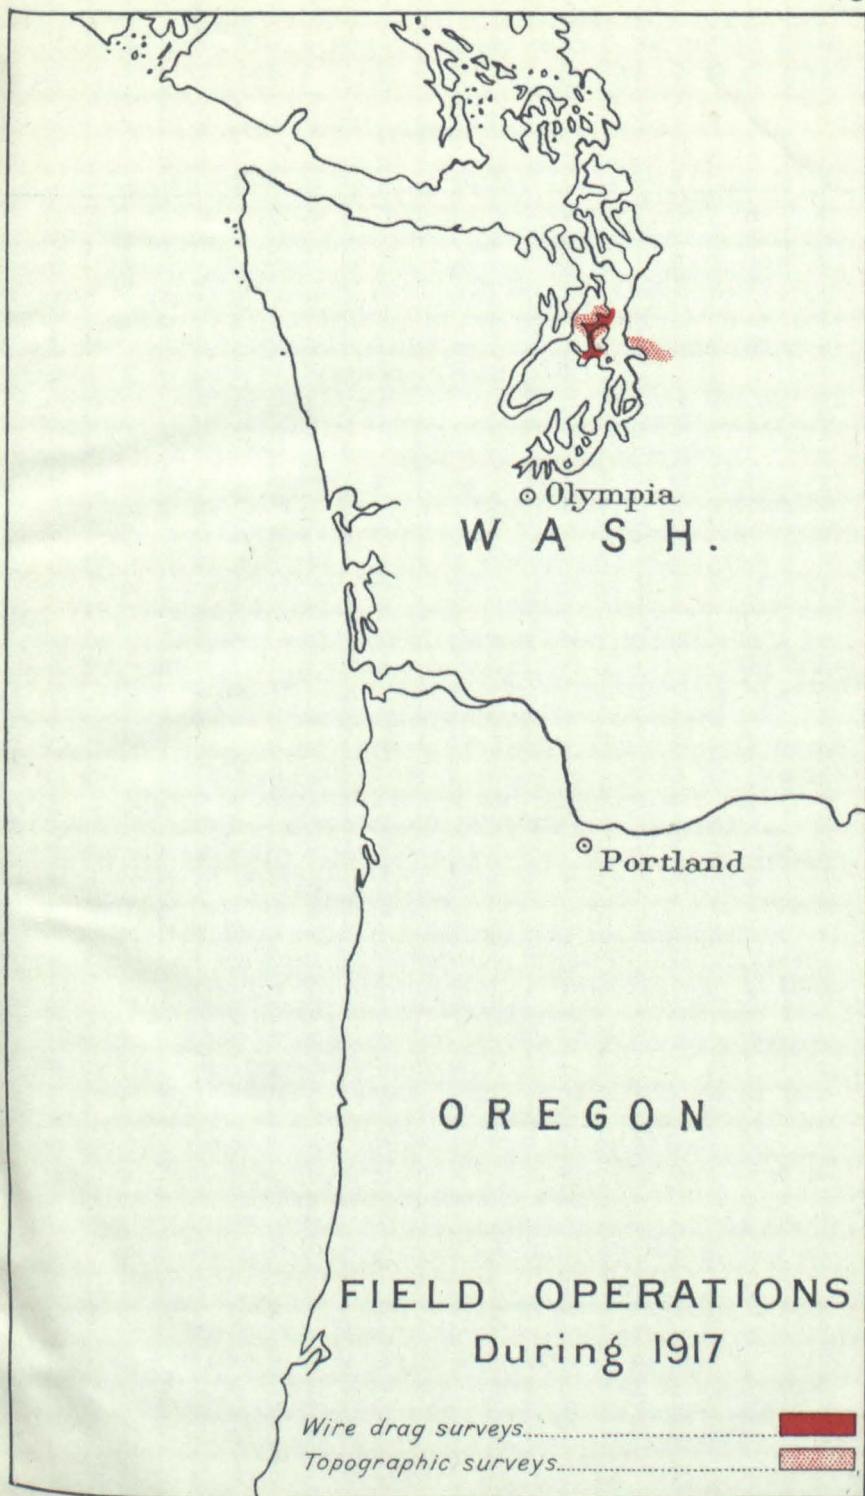 Olympia
WASH.
Portland
OREGON
FIELD OPERATIONS
During 1917
Wire drag surveys
Topographic surveys